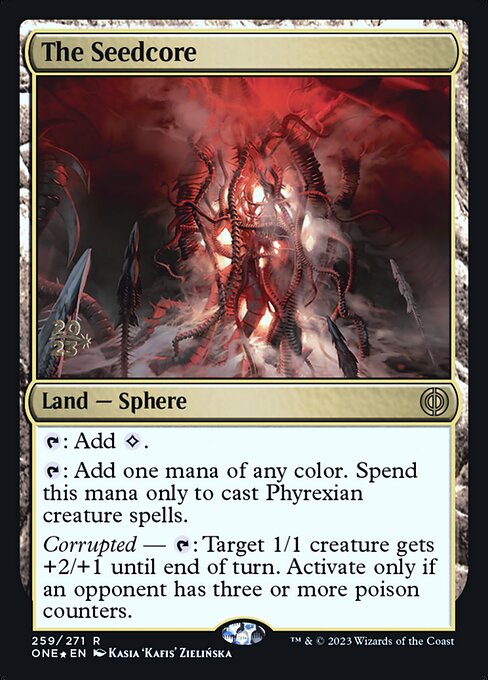 The Seedcore
20
23
Land — Sphere
: Add .
: Add one mana of any color. Spend
this mana only to cast Phyrexian
creature spells.
Corrupted — : Target 1/1 creature gets
+2/+1 until end of turn. Activate only if
an opponent has three or more poison
counters.
259/271 R
ONE★EN Kasia ‘Kafis’ Zielińska
™ & © 2023 Wizards of the Coast